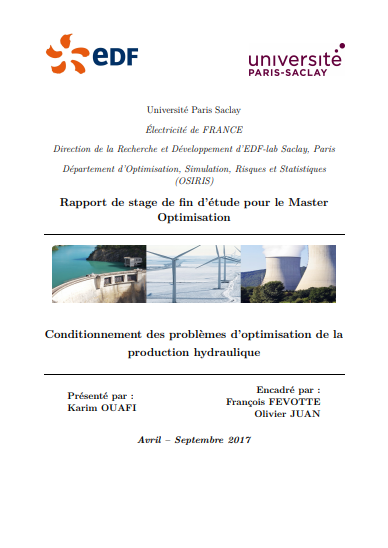 edf
université
PARIS-SACLAY
Université Paris Saclay
Électricité de FRANCE
Direction de la Recherche et Développement d'EDF-lab Saclay, Paris
Département d'Optimisation, Simulation, Risques et Statistiques
(OSIRIS)
Rapport de stage de fin d'étude pour le Master
Optimisation
Conditionnement des problèmes d'optimisation de la
production hydraulique
Présenté par :
Karim OUAFI
Encadré par :
François FEVOTTE
Olivier JUAN
Avril – Septembre 2017